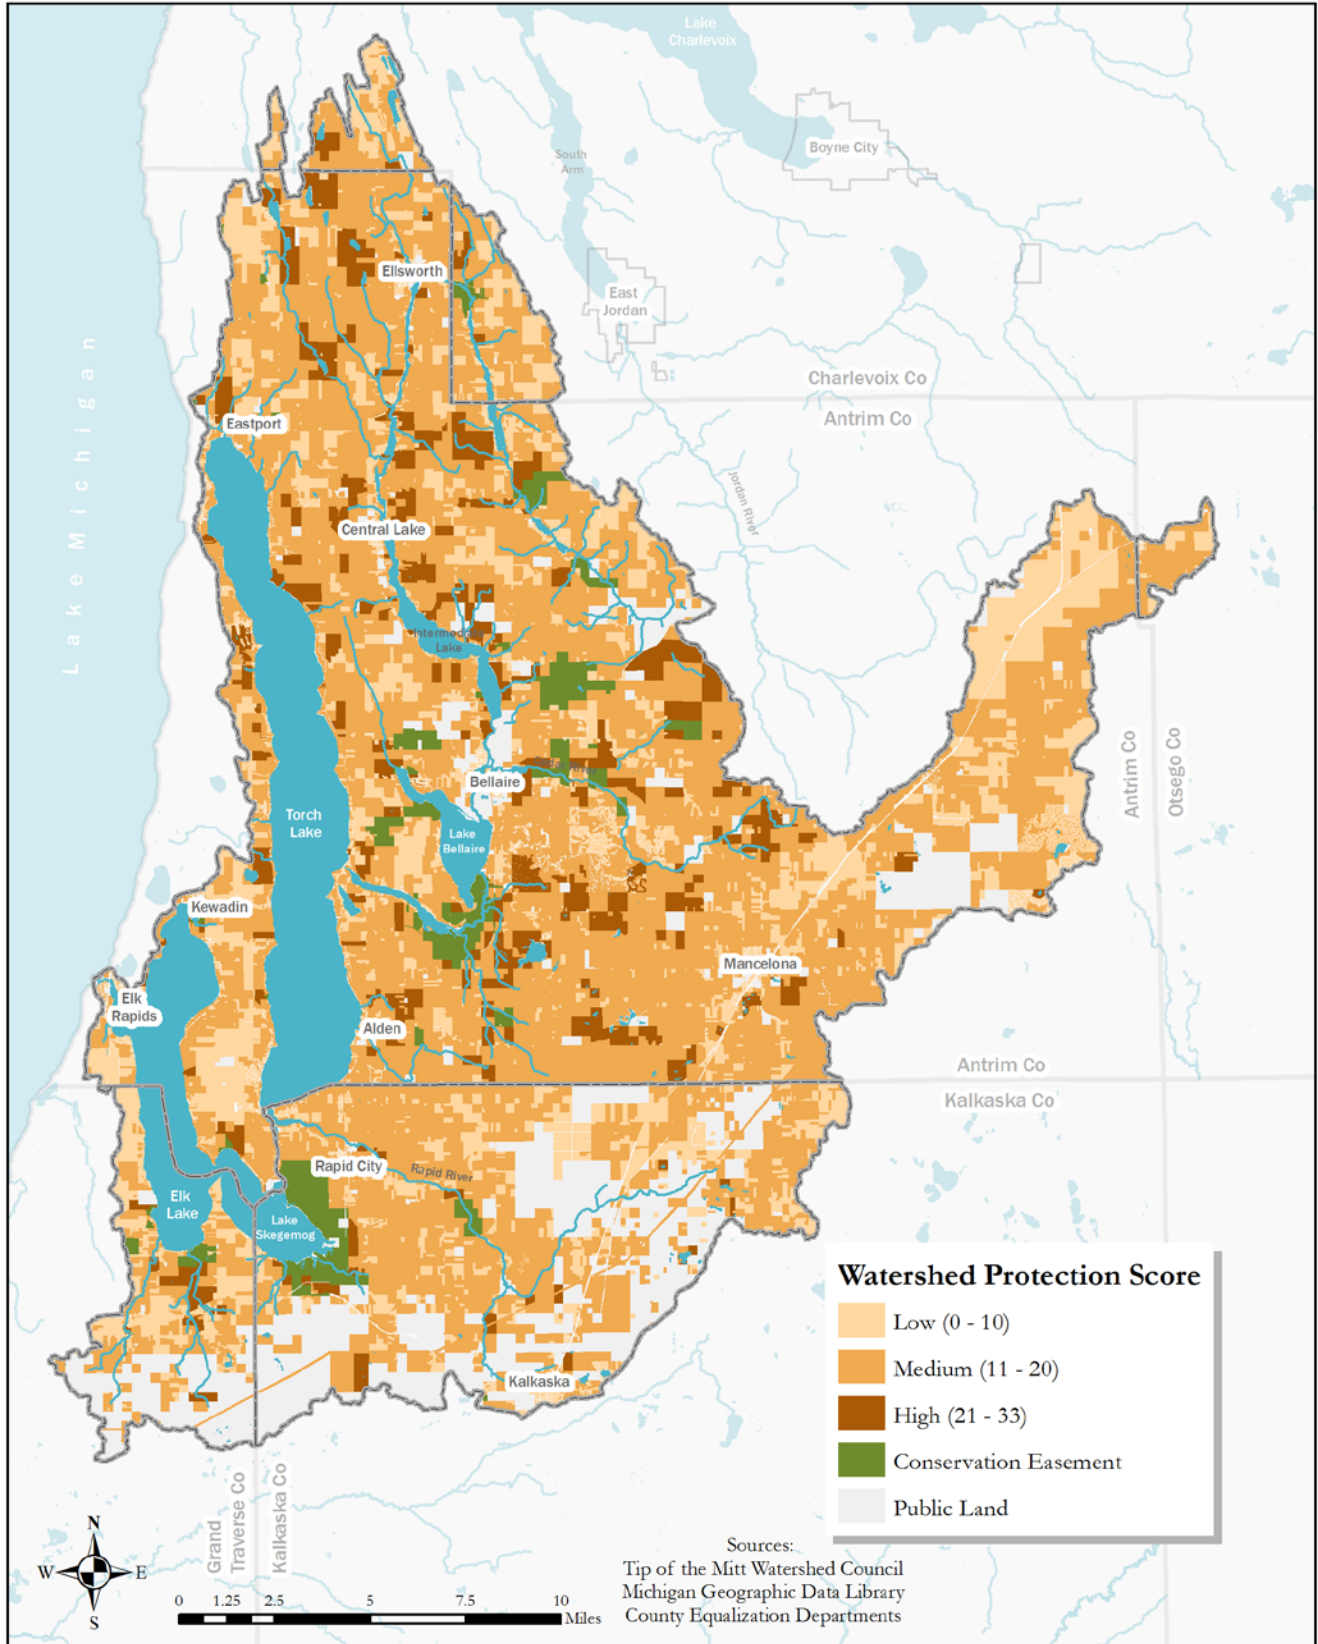 Lake
Charlevoix
Boyne City
South
Arm
Ellsworth
East
Jordan
Lake Michigan
Charlevoix Co
Antrim Co
Eastport
Jordan River
Central Lake
Intermediate
Lake
Antrim Co
Otsego Co
Cedar River
Bellaire
Torch
Lake
Lake
Bellaire
Kewadin
Mancelona
Elk
Rapids
Alden
Antrim Co
Kalkaska Co
Rapid City
Rapid River
Elk
Lake
Lake
Skegemog
Kalkaska
Watershed Protection Score
Low (0 - 10)
Medium (11 - 20)
High (21 - 33)
Conservation Easement
Public Land
Grand
Traverse Co
Kalkaska Co
N
W
E
S
0 1.25 2.5 5 7.5 10
Miles
Sources:
Tip of the Mitt Watershed Council
Michigan Geographic Data Library
County Equalization Departments